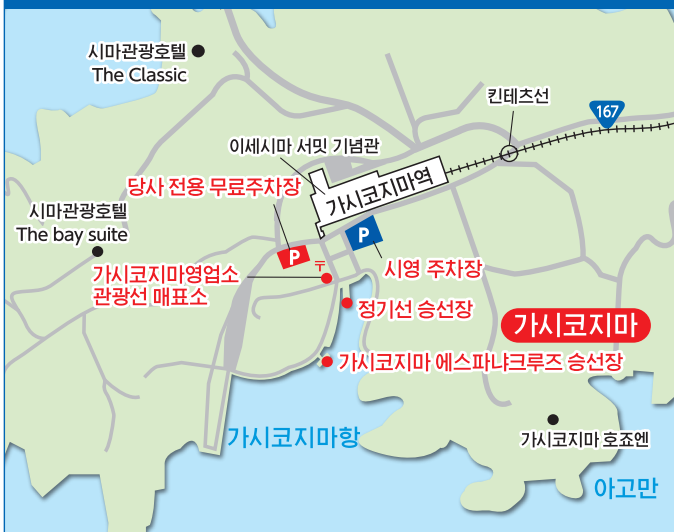 시마관광호텔
The Classic
킨테츠선
167
이세시마 서밋 기념관
당사 전용 무료주차장
가시코지마역
시마관광호텔
The bay suite
P
P
〒
시영 주차장
가시코지마영업소
관광선 매표소
정기선 승선장
가시코지마
가시코지마 에스파냐크루즈 승선장
가시코지마항
가시코지마 호죠엔
아고만